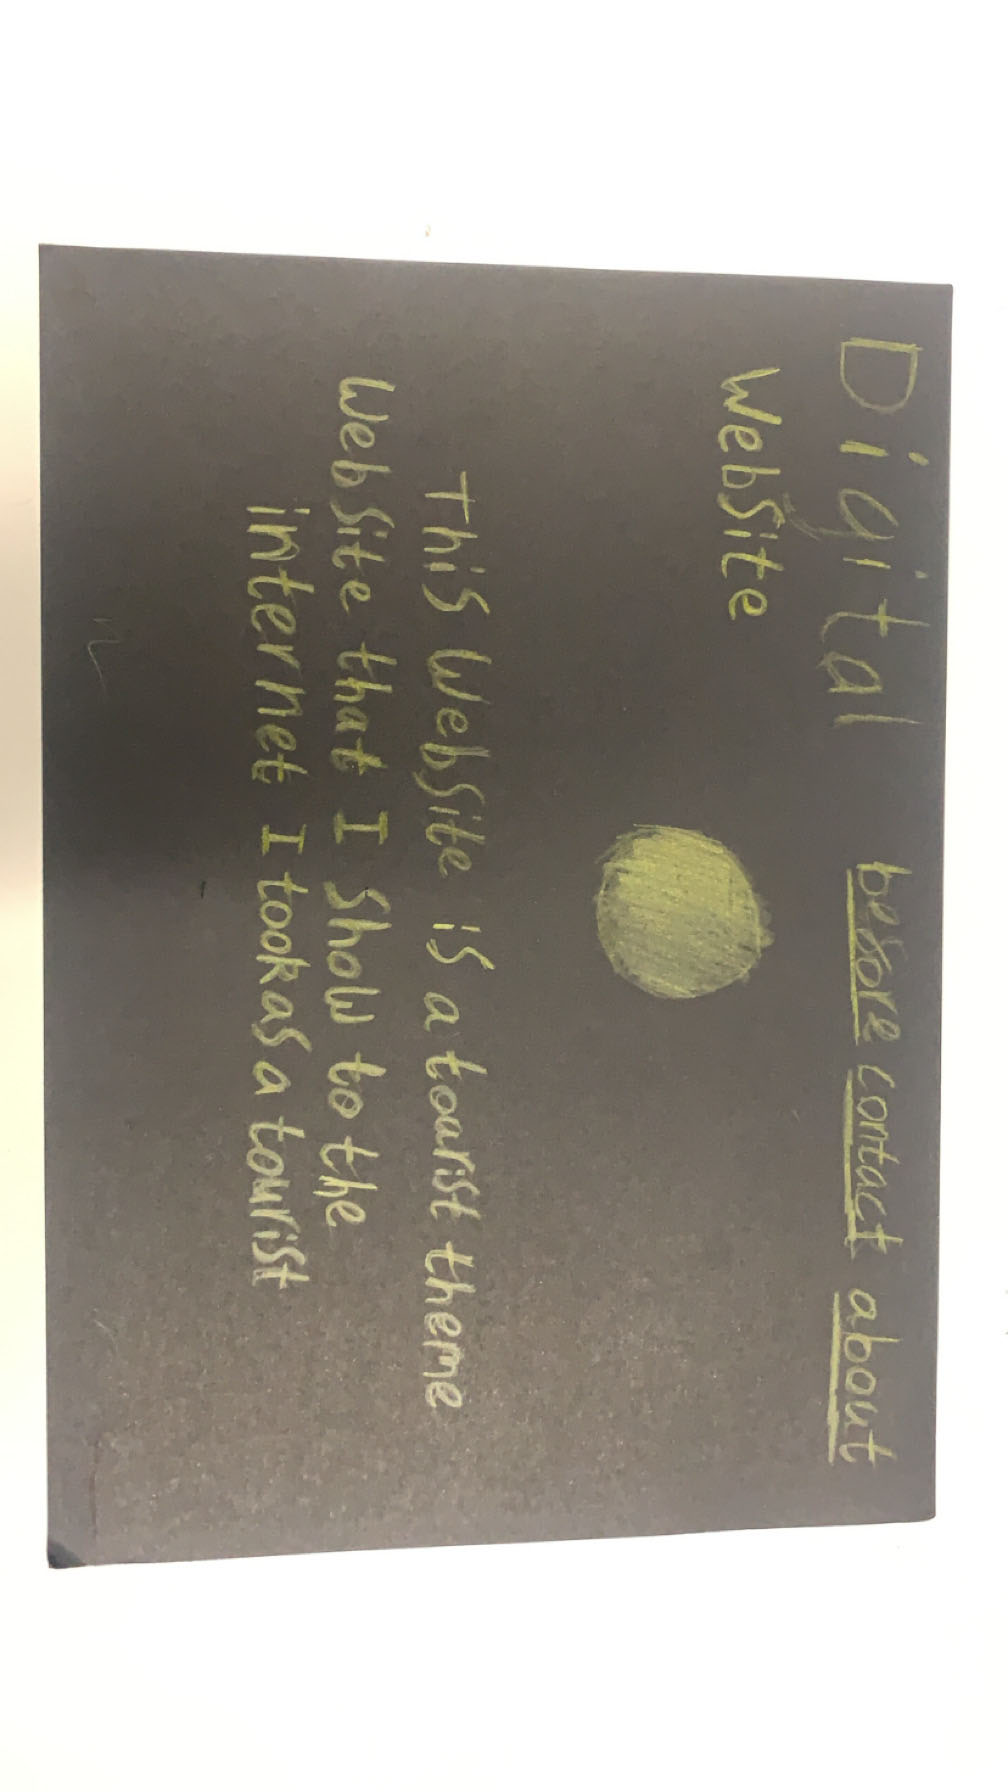 Digital besore contact about
Website
This website is a tourist theme
Website that I show to the
internet I took as a tourist